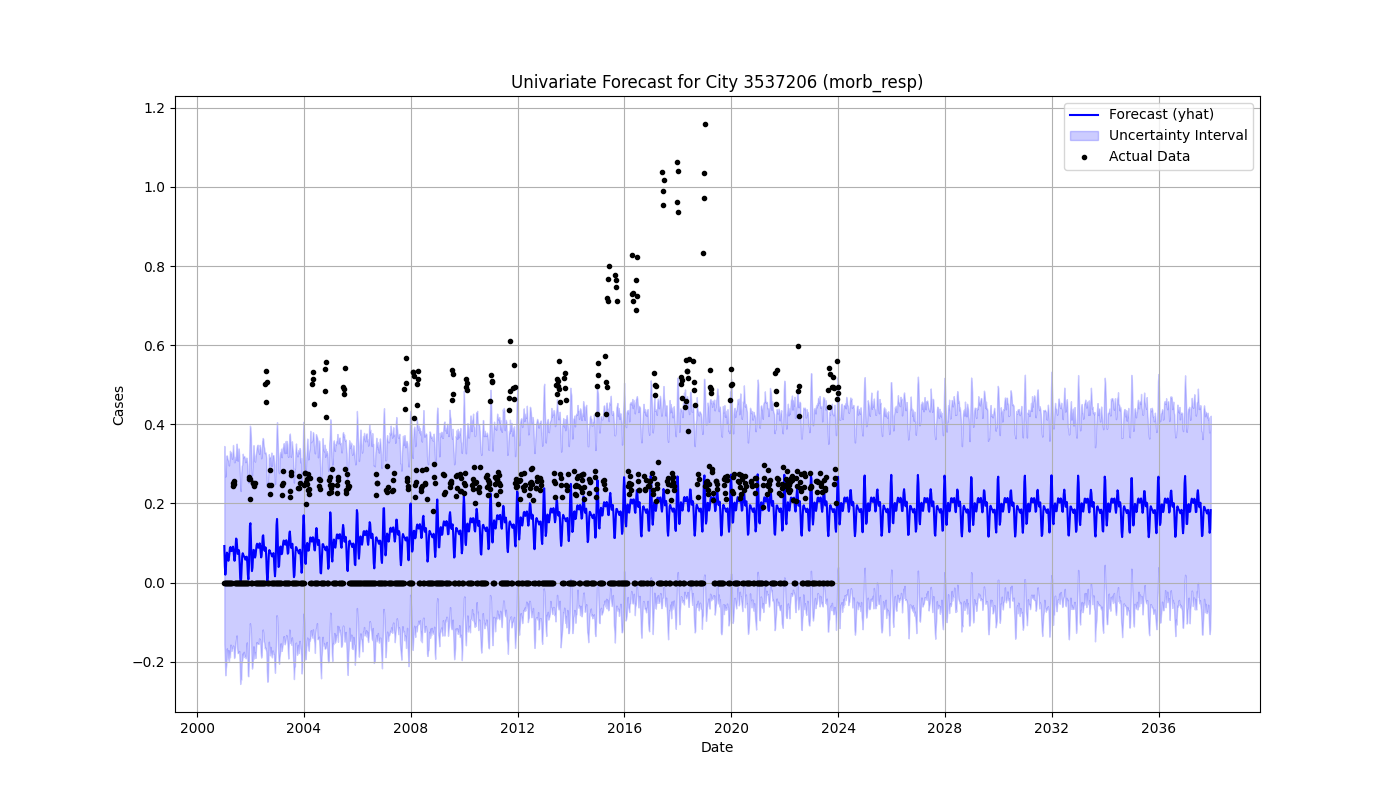 Univariate Forecast for City 3537206 (morb_resp)
Forecast (yhat)
Uncertainty Interval
Actual Data
1.2
1.0
0.8
0.6
0.4
0.2
0.0
−0.2
Cases
2000 2004 2008 2012 2016 2020 2024 2028 2032 2036
Date